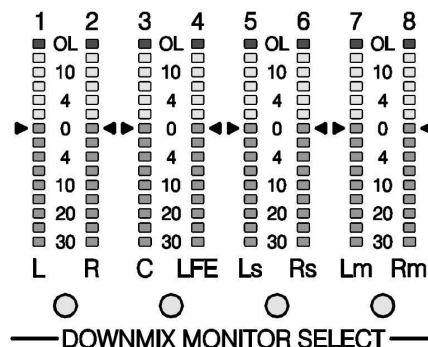 1 2 3 4 5 6 7 8
OL OL OL OL
10 10 10 10
4 4 4 4
0 0 0 0
4 4 4 4
10 10 10 10
20 20 20 20
30 30 30 30
L R C LFE Ls Rs Lm Rm
DOWNMIX MONITOR SELECT